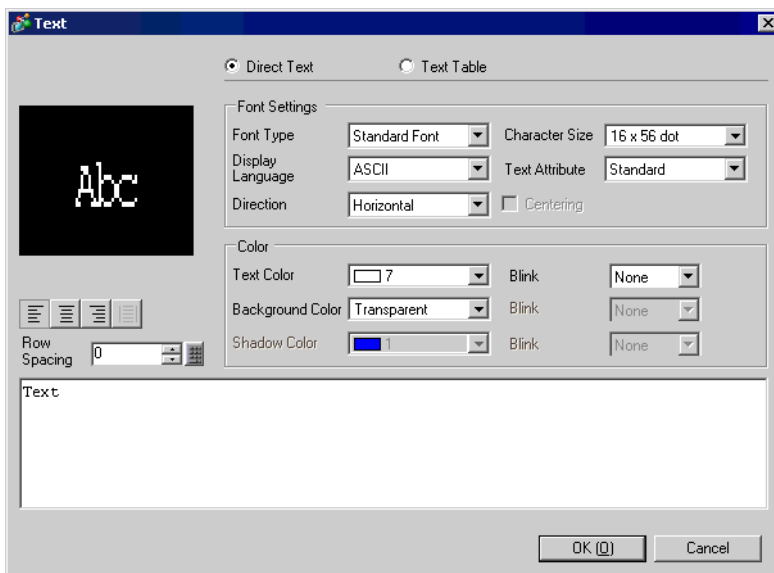 Text
Direct Text
Text Table
Abc
Font Settings
Font Type
Standard Font
Character Size
16 x 56 dot
Display
Language
ASCII
Text Attribute
Standard
Direction
Horizontal
Centering
Color
Text Color
7
Blink
None
Background Color
Transparent
Blink
None
Shadow Color
1
Blink
None
Row
Spacing
0
Text
OK (O)
Cancel